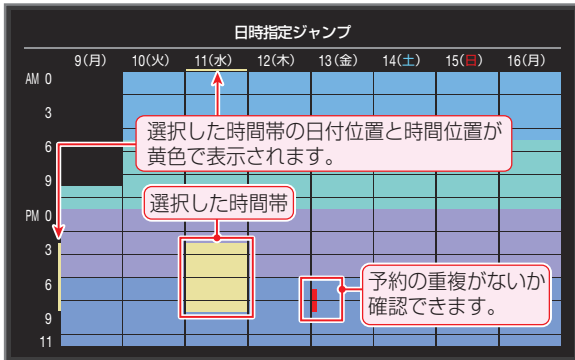 日時指定ジャンプ
9(月) 10(火) 11(水) 12(木) 13(金) 14(土) 15(日) 16(月)
AM 0
3
選択した時間帯の日付位置と時間位置が
黄色で表示されます。
6
9
選択した時間帯
PM 0
3
予約の重複がないか
確認できます。
6
9
11